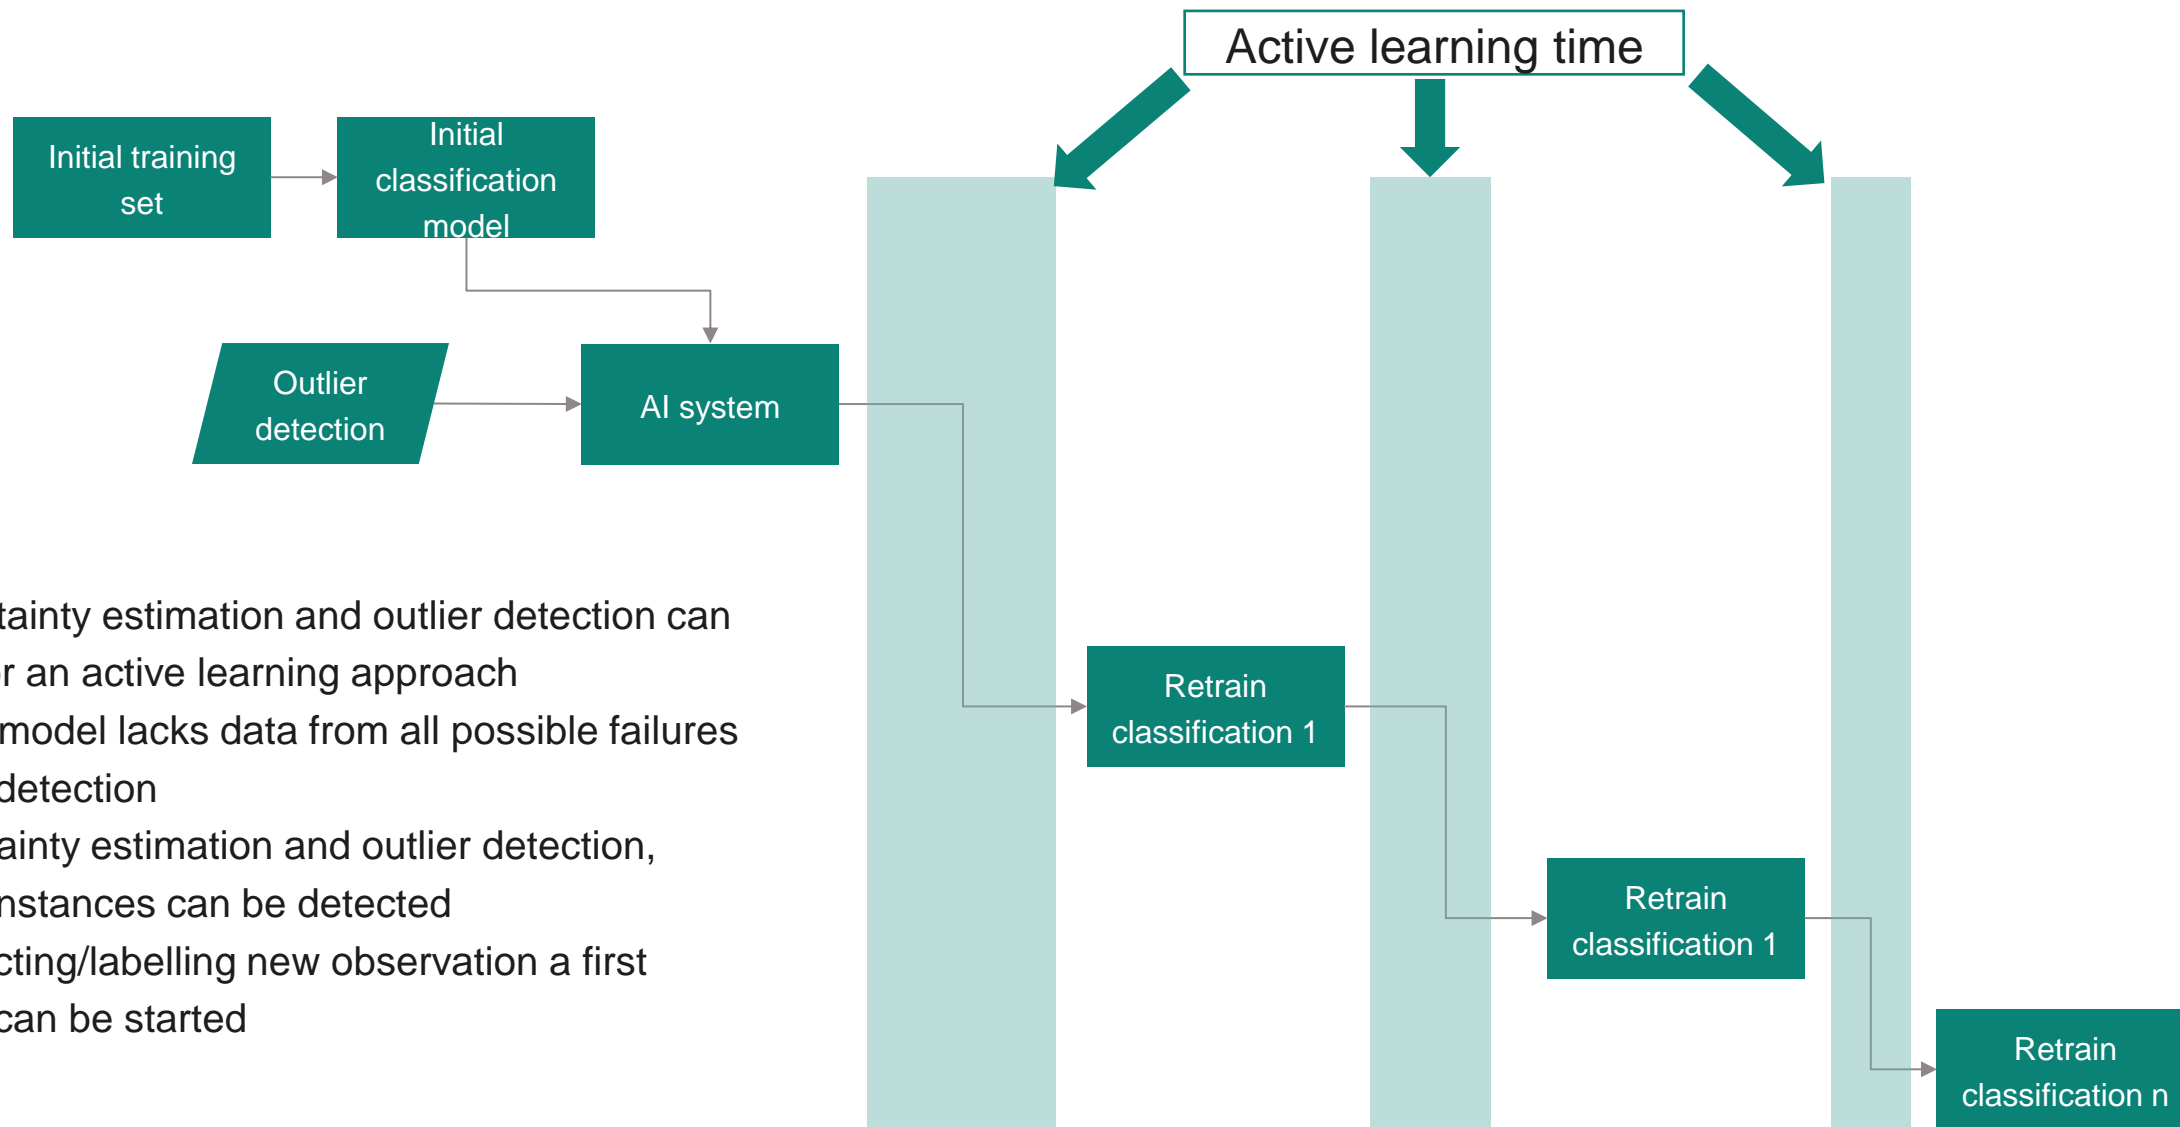 Active learning time
Initial training
set
Initial
classification
model
Outlier
detection
AI system
tainty estimation and outlier detection can
r an active learning approach
model lacks data from all possible failures
detection
ainty estimation and outlier detection,
nstances can be detected
cting/labelling new observation a first
can be started
Retrain
classification 1
Retrain
classification 1
Retrain
classification n